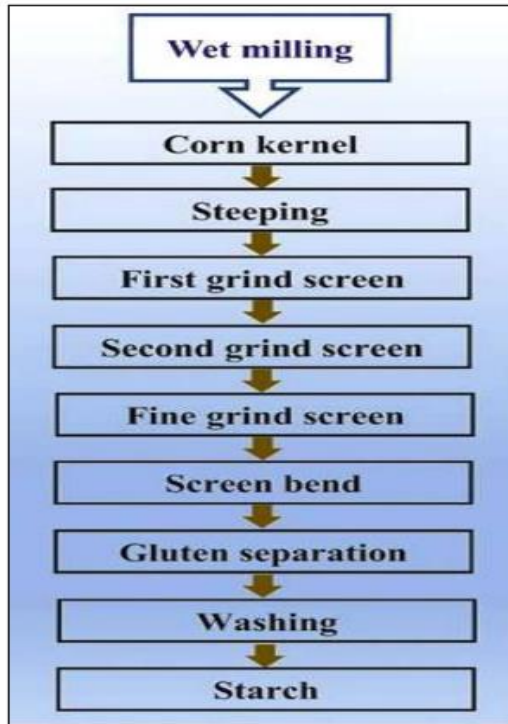 Wet milling
Corn kernel
Steeping
First grind screen
Second grind screen
Fine grind screen
Screen bend
Gluten separation
Washing
Starch